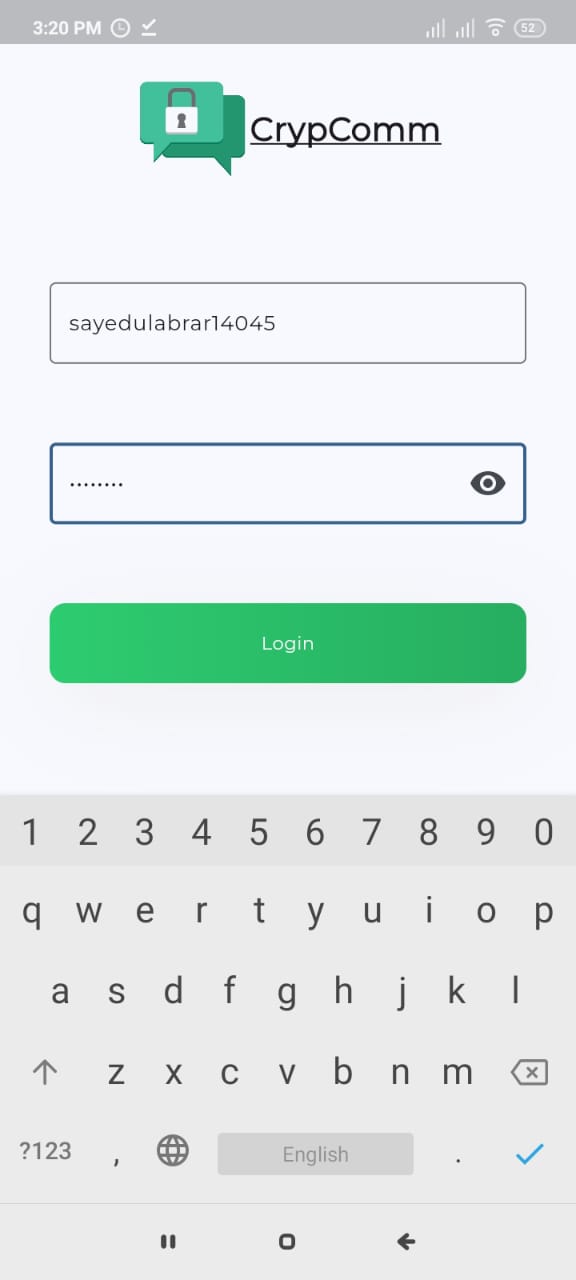 3:20 PM 52
CrypComm
sayedulabrar14045
········
Login
1 2 3 4 5 6 7 8 9 0
q w e r t y u i o p
a s d f g h j k l
z x c v b n m
?123 , English .